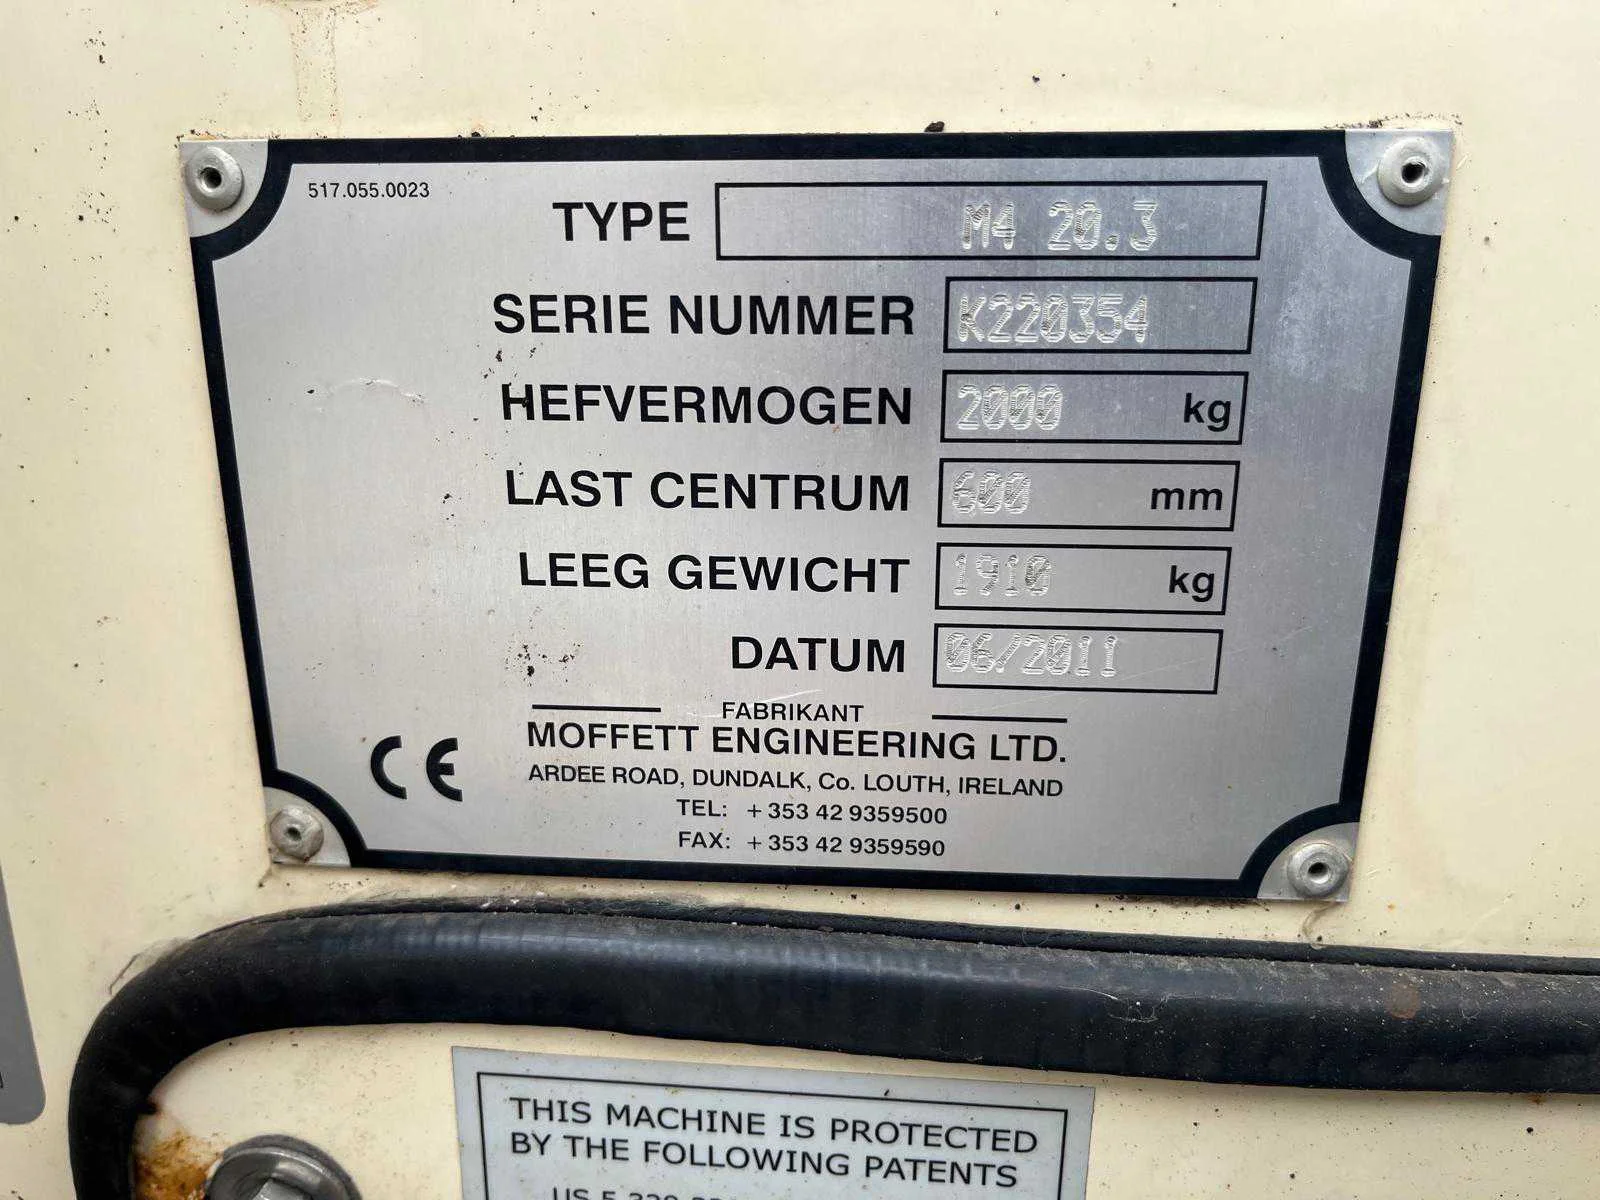 517.055.0023
TYPE M4 20.3
SERIE NUMMER K220354
HEFVERMOGEN 2000 kg
LAST CENTRUM 600 mm
LEEG GEWICHT 1910 kg
DATUM 06/2011
FABRIKANT
MOFFETT ENGINEERING LTD.
ARDEE ROAD, DUNDALK, Co. LOUTH, IRELAND
TEL: +353 42 9359500
FAX: +353 42 9359590
CE
THIS MACHINE IS PROTECTED
BY THE FOLLOWING PATENTS